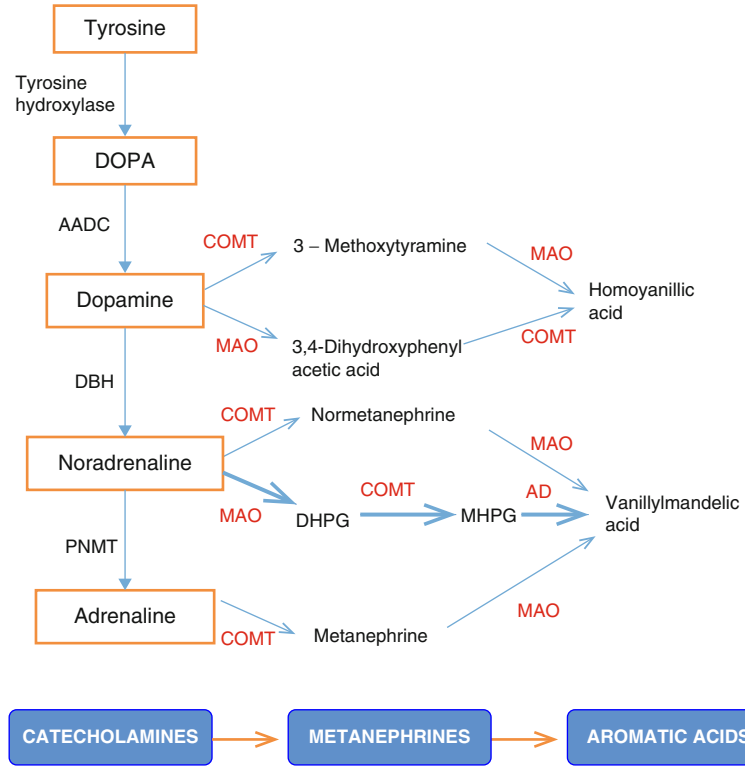 Tyrosine
Tyrosine
hydroxylase
DOPA
AADC
COMT
3 – Methoxytyramine
MAO
Dopamine
Homoyanillic
acid
MAO
3,4-Dihydroxyphenyl
acetic acid
COMT
DBH
COMT
Normetanephrine
MAO
Noradrenaline
MAO
DHPG
COMT
MHPG
AD
Vanillylmandelic
acid
PNMT
Adrenaline
COMT
Metanephrine
MAO
CATECHOLAMINES
METANEPHRINES
AROMATIC ACIDS